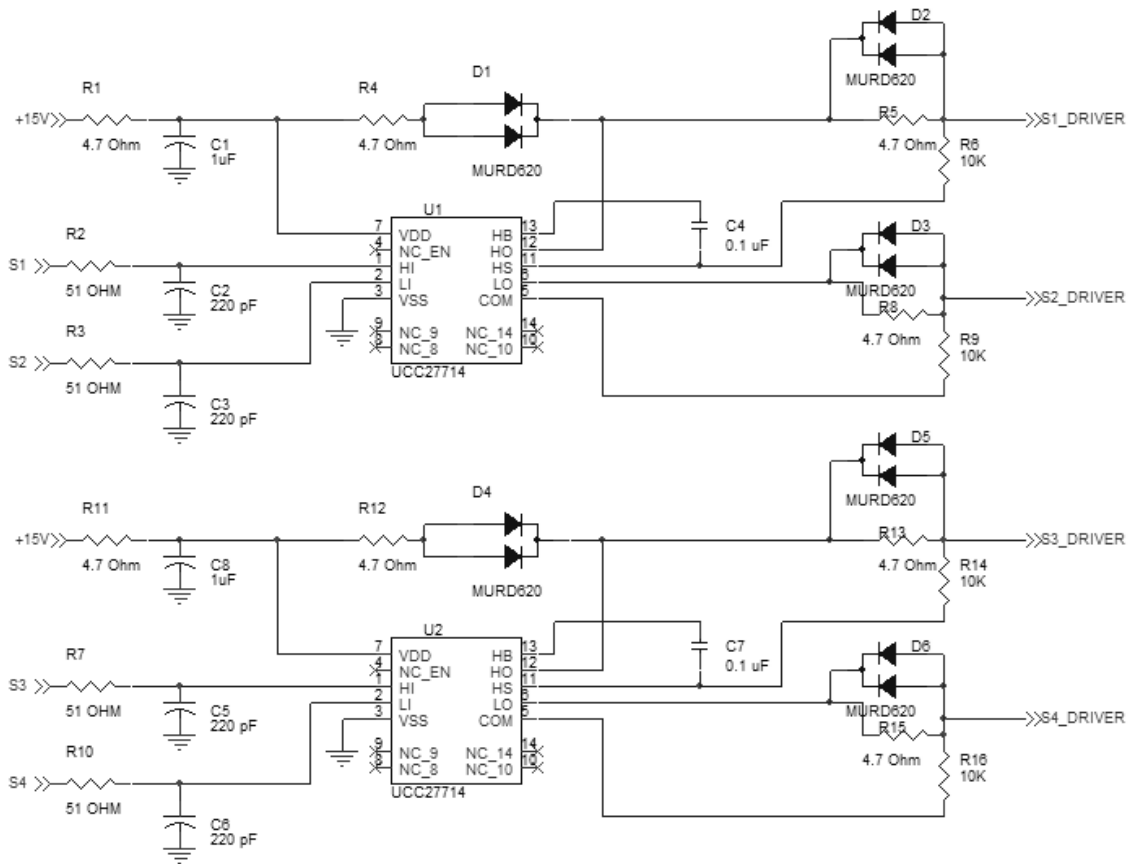 D2
MURD620
R1
+15V
4.7 Ohm
C1
1uF
R4
4.7 Ohm
D1
MURD620
R5
4.7 Ohm
S1_DRIVER
R6
10K
U1
7 VDD HB 13
4 NC_EN HO 12
1 HI HS 11
2 LI LO 6
3 VSS COM 5
9 NC_9 NC_14 14
8 NC_8 NC_10 10
UCC27714
C4
0.1 uF
R2
S1
51 OHM
C2
220 pF
R3
S2
51 OHM
C3
220 pF
D3
MURD620
R8
4.7 Ohm
S2_DRIVER
R9
10K
D5
MURD620
R11
+15V
4.7 Ohm
C8
1uF
R12
4.7 Ohm
D4
MURD620
R13
4.7 Ohm
S3_DRIVER
R14
10K
U2
7 VDD HB 13
4 NC_EN HO 12
1 HI HS 11
2 LI LO 6
3 VSS COM 5
9 NC_9 NC_14 14
8 NC_8 NC_10 10
UCC27714
C7
0.1 uF
R7
S3
51 OHM
C5
220 pF
R10
S4
51 OHM
C6
220 pF
D6
MURD620
R15
4.7 Ohm
S4_DRIVER
R16
10K